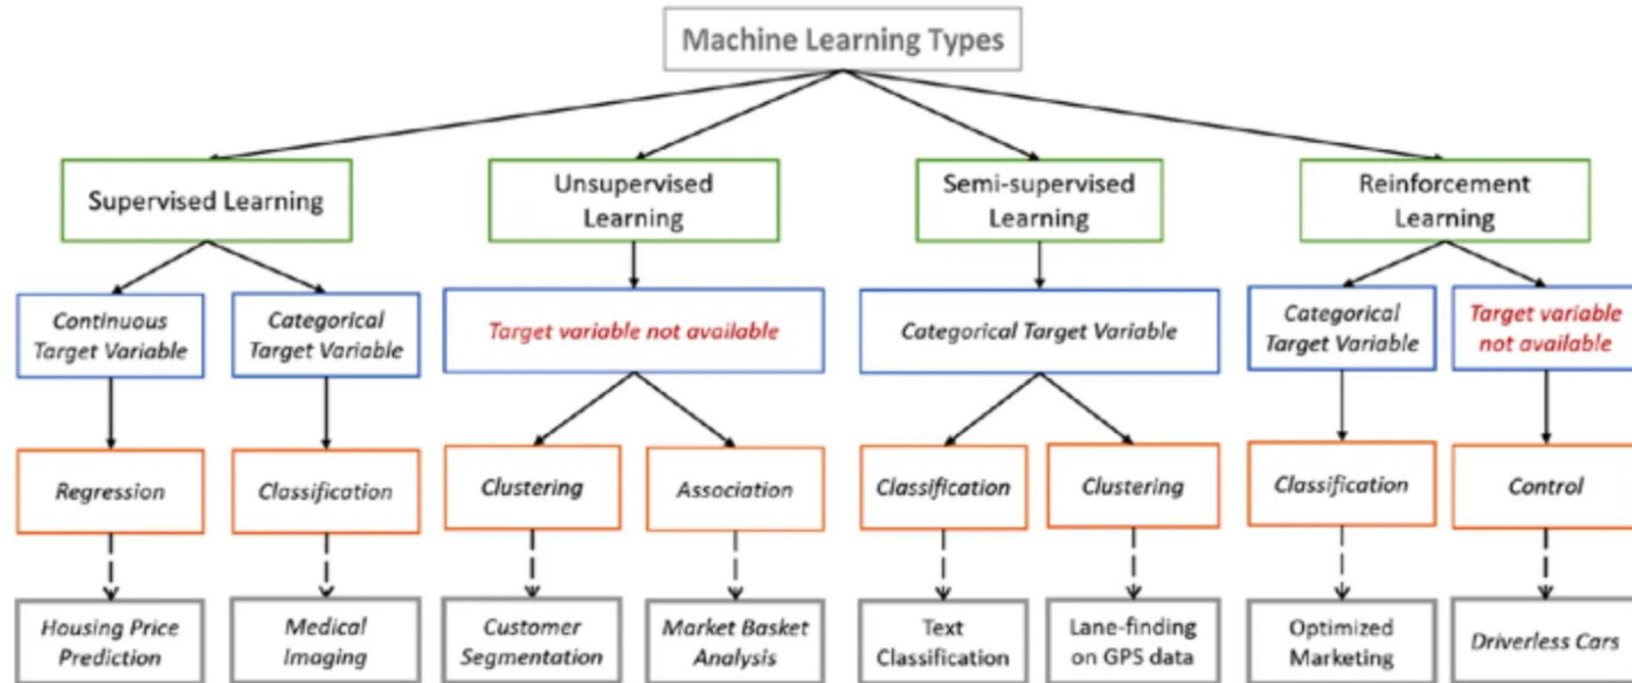 Machine Learning Types
Supervised Learning
Unsupervised
Learning
Semi-supervised
Learning
Reinforcement
Learning
Continuous
Target Variable
Categorical
Target Variable
Target variable not available
Categorical Target Variable
Categorical
Target Variable
Target variable
not available
Regression
Classification
Clustering
Association
Classification
Clustering
Classification
Control
Housing Price
Prediction
Medical
Imaging
Customer
Segmentation
Market Basket
Analysis
Text
Classification
Lane-finding
on GPS data
Optimized
Marketing
Driverless Cars